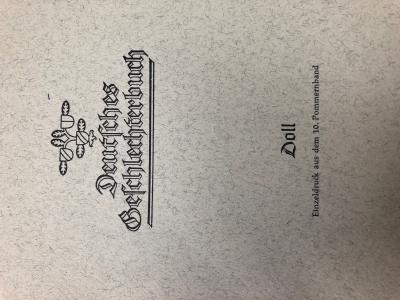 Deutsches
Geschlechterbuch
Doll
Einzeldruck aus dem 10. Pommernband